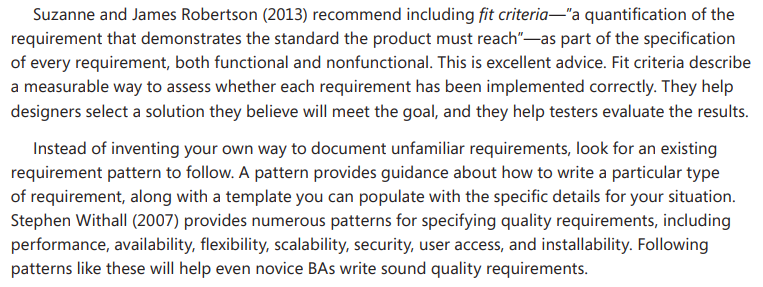 Suzanne and James Robertson (2013) recommend including fit criteria—"a quantification of the
requirement that demonstrates the standard the product must reach"—as part of the specification
of every requirement, both functional and nonfunctional. This is excellent advice. Fit criteria describe
a measurable way to assess whether each requirement has been implemented correctly. They help
designers select a solution they believe will meet the goal, and they help testers evaluate the results.
Instead of inventing your own way to document unfamiliar requirements, look for an existing
requirement pattern to follow. A pattern provides guidance about how to write a particular type
of requirement, along with a template you can populate with the specific details for your situation.
Stephen Withall (2007) provides numerous patterns for specifying quality requirements, including
performance, availability, flexibility, scalability, security, user access, and installability. Following
patterns like these will help even novice BAs write sound quality requirements.